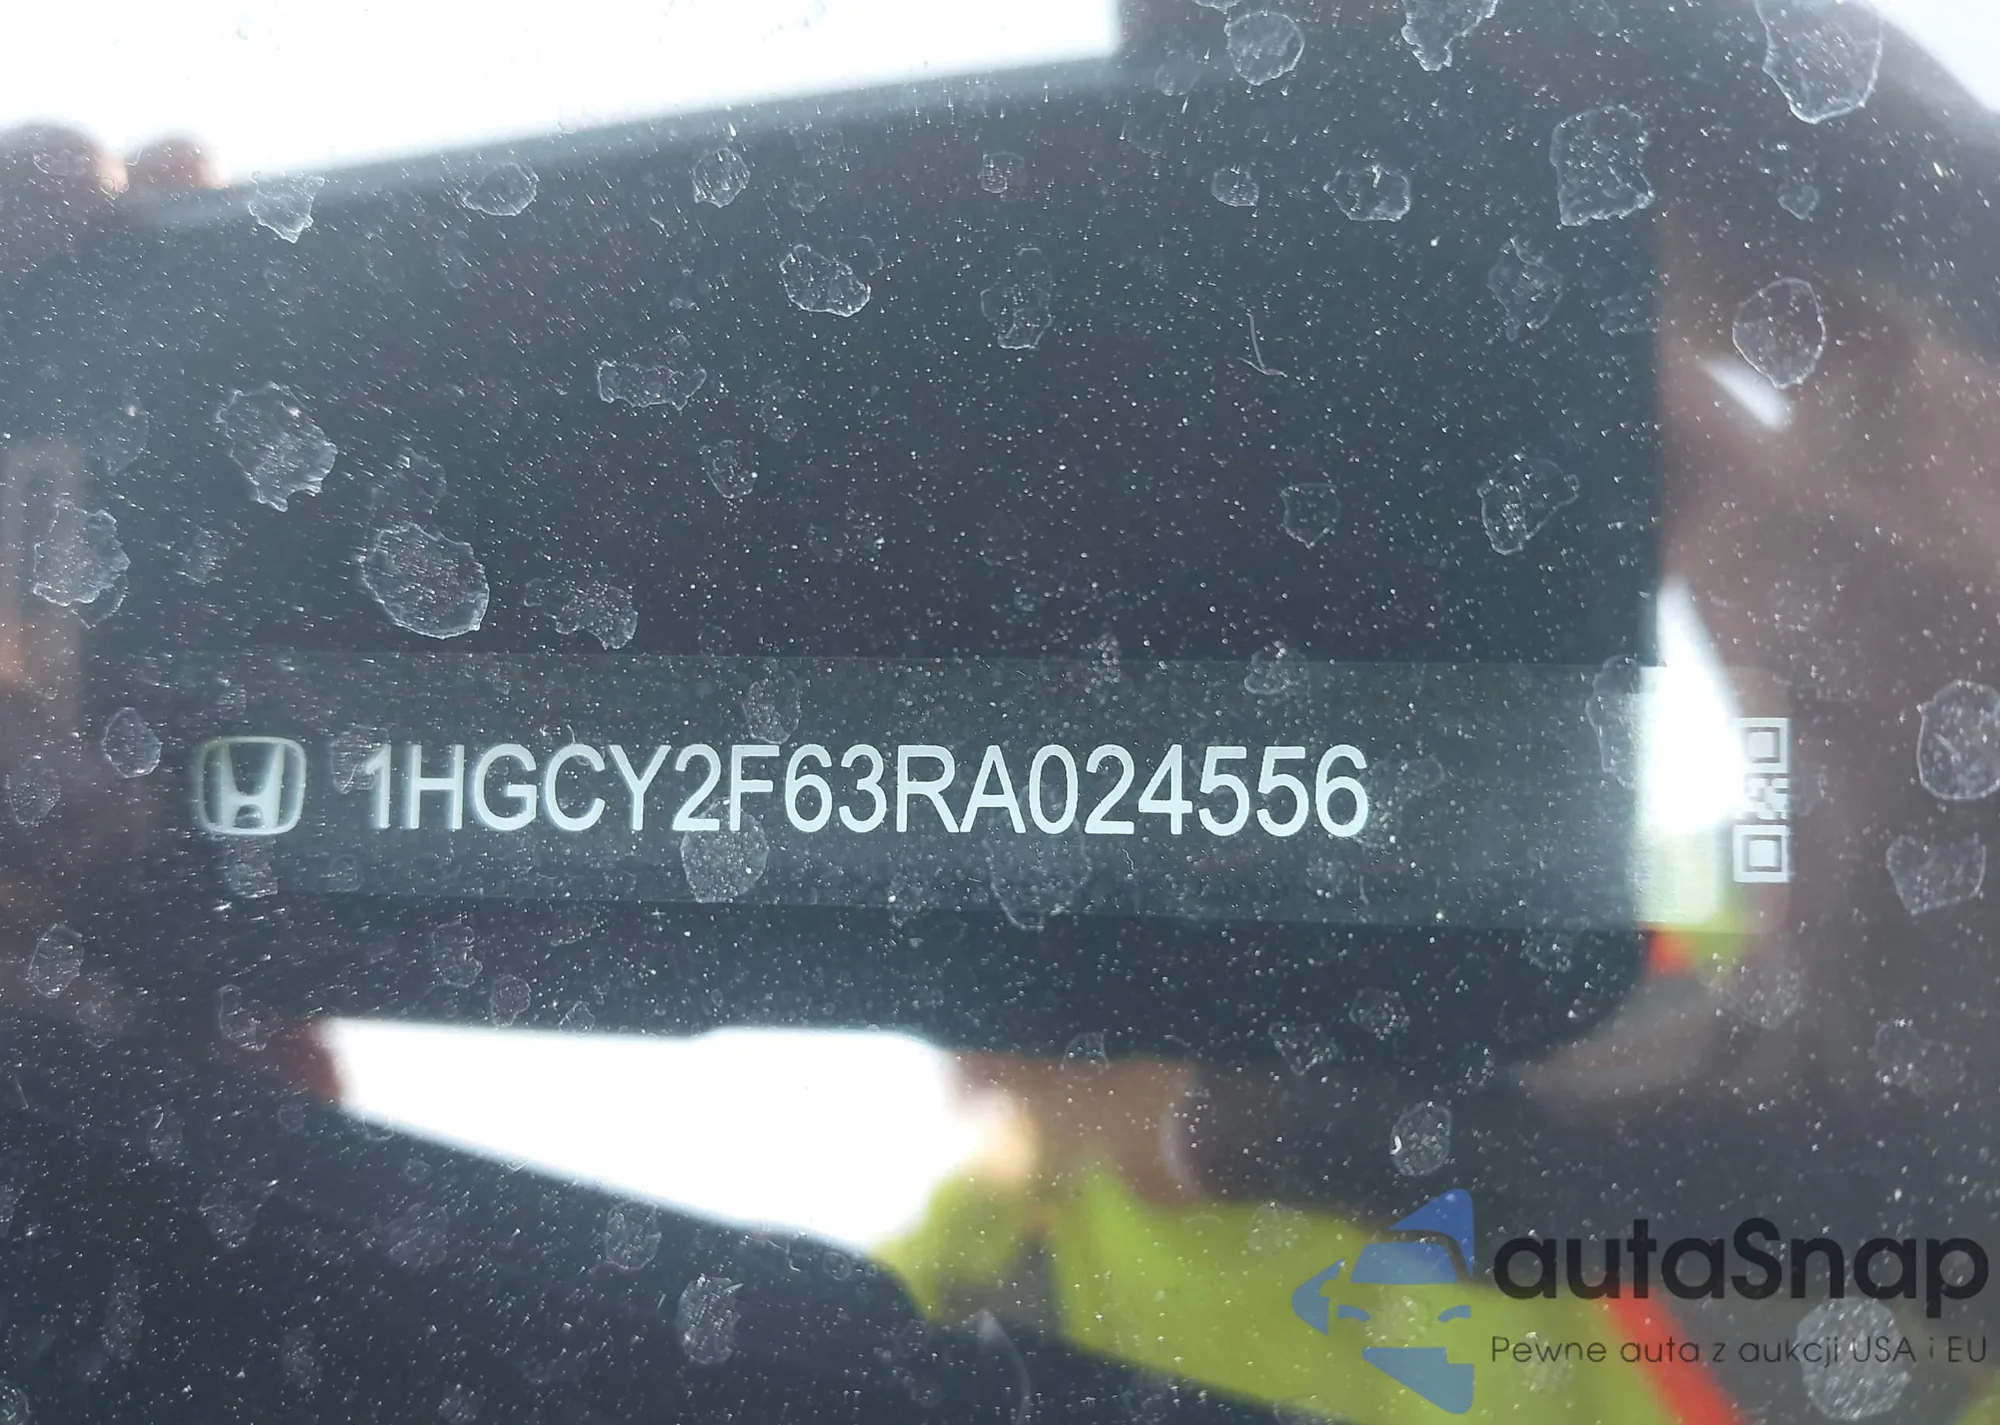 1HGCY2F63RA024556
autaSnap
Pewne auta z aukcji USA i EU